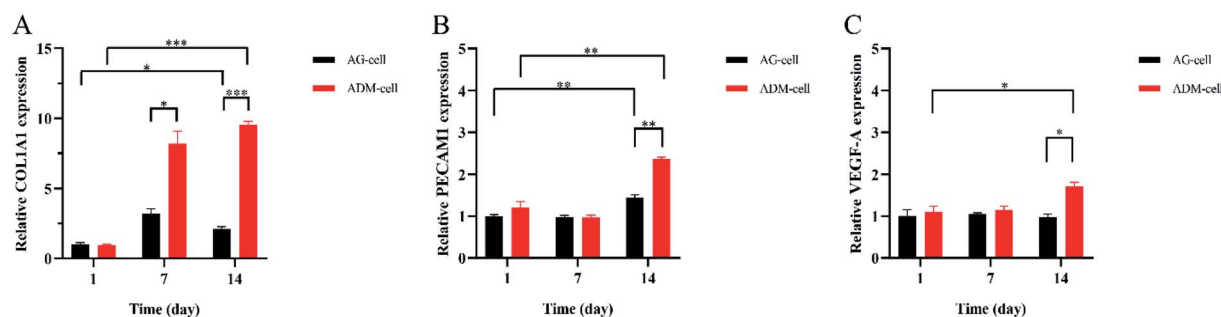 A
Relative COL1A1 expression
15
10
5
0
***
*
*
***
1
7
14
Time (day)
AG-cell
ADM-cell
B
Relative PECAM1 expression
5
4
3
2
1
0
**
**
**
1
7
14
Time (day)
AG-cell
ADM-cell
C
Relative VEGF-A expression
5
4
3
2
1
0
*
*
1
7
14
Time (day)
AG-cell
ADM-cell